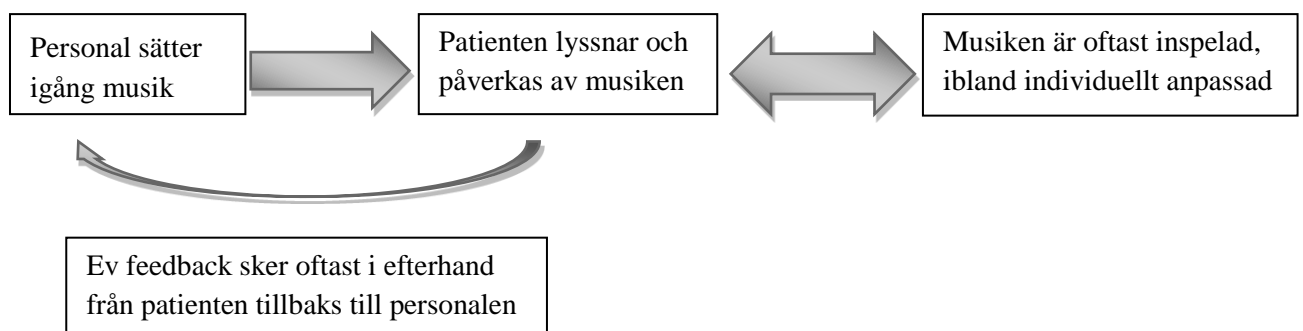 Personal sätter
igång musik
Patienten lyssnar och
påverkas av musiken
Musiken är oftast inspelad,
ibland individuellt anpassad
Ev feedback sker oftast i efterhand
från patienten tillbaks till personalen